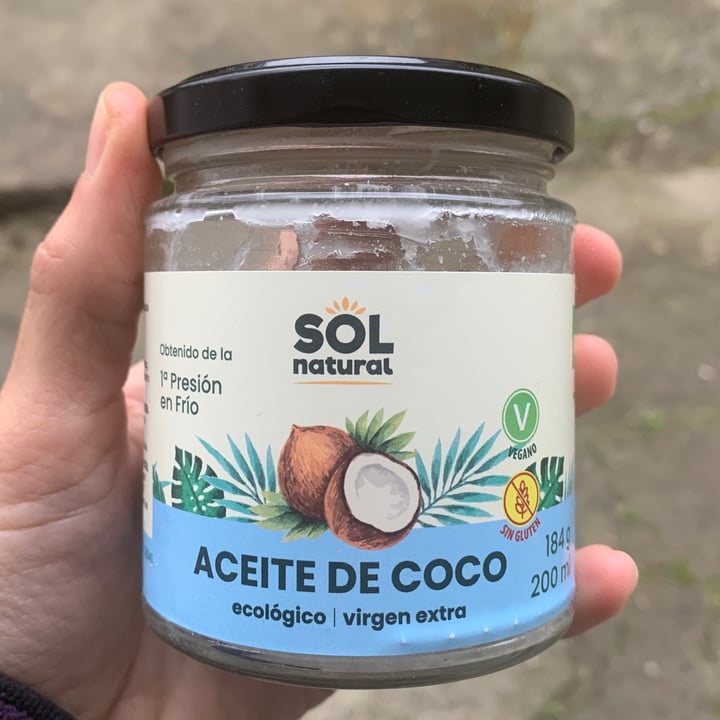 SOL
natural
Obtenido de la
1ª Presión
en Frío
V
VEGANO
SIN GLUTEN
184 g
200 ml
ACEITE DE COCO
ecológico | virgen extra